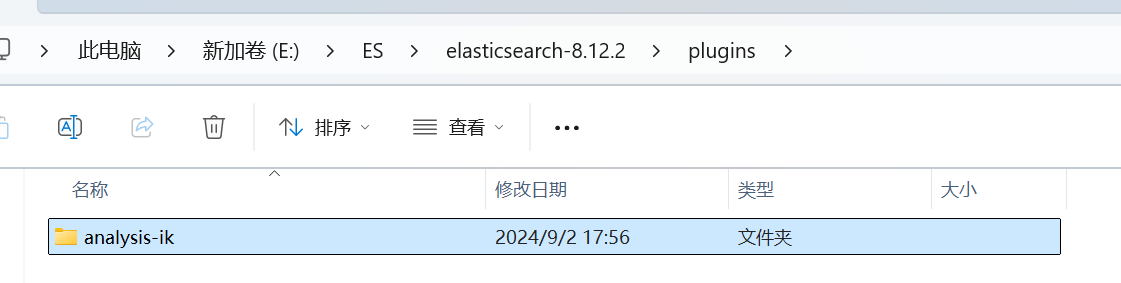 此电脑 新加卷 (E:) ES elasticsearch-8.12.2 plugins
排序 查看
名称 修改日期 类型 大小
analysis-ik 2024/9/2 17:56 文件夹